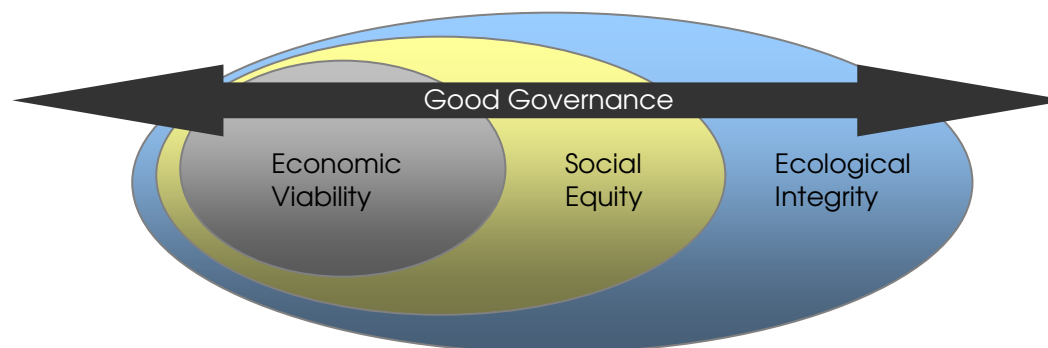 Good Governance
Economic
Viability
Social
Equity
Ecological
Integrity